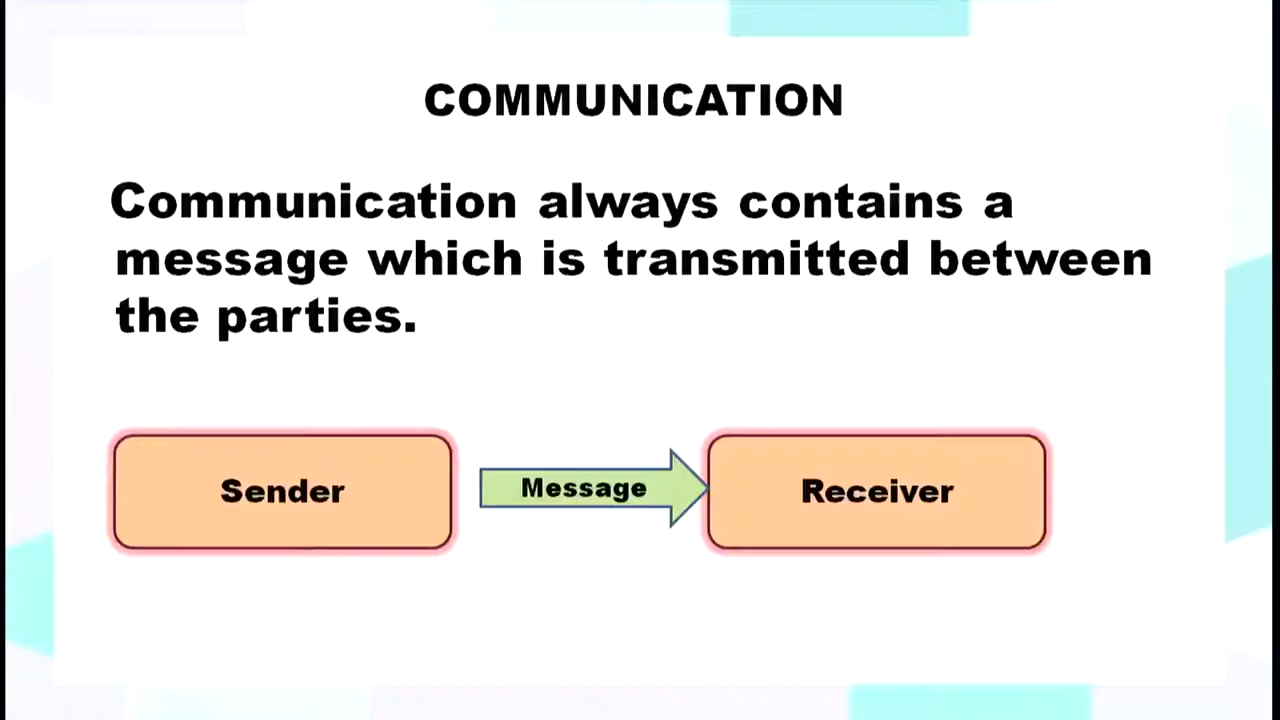 COMMUNICATION
Communication always contains a
message which is transmitted between
the parties.
Sender
Message
Receiver